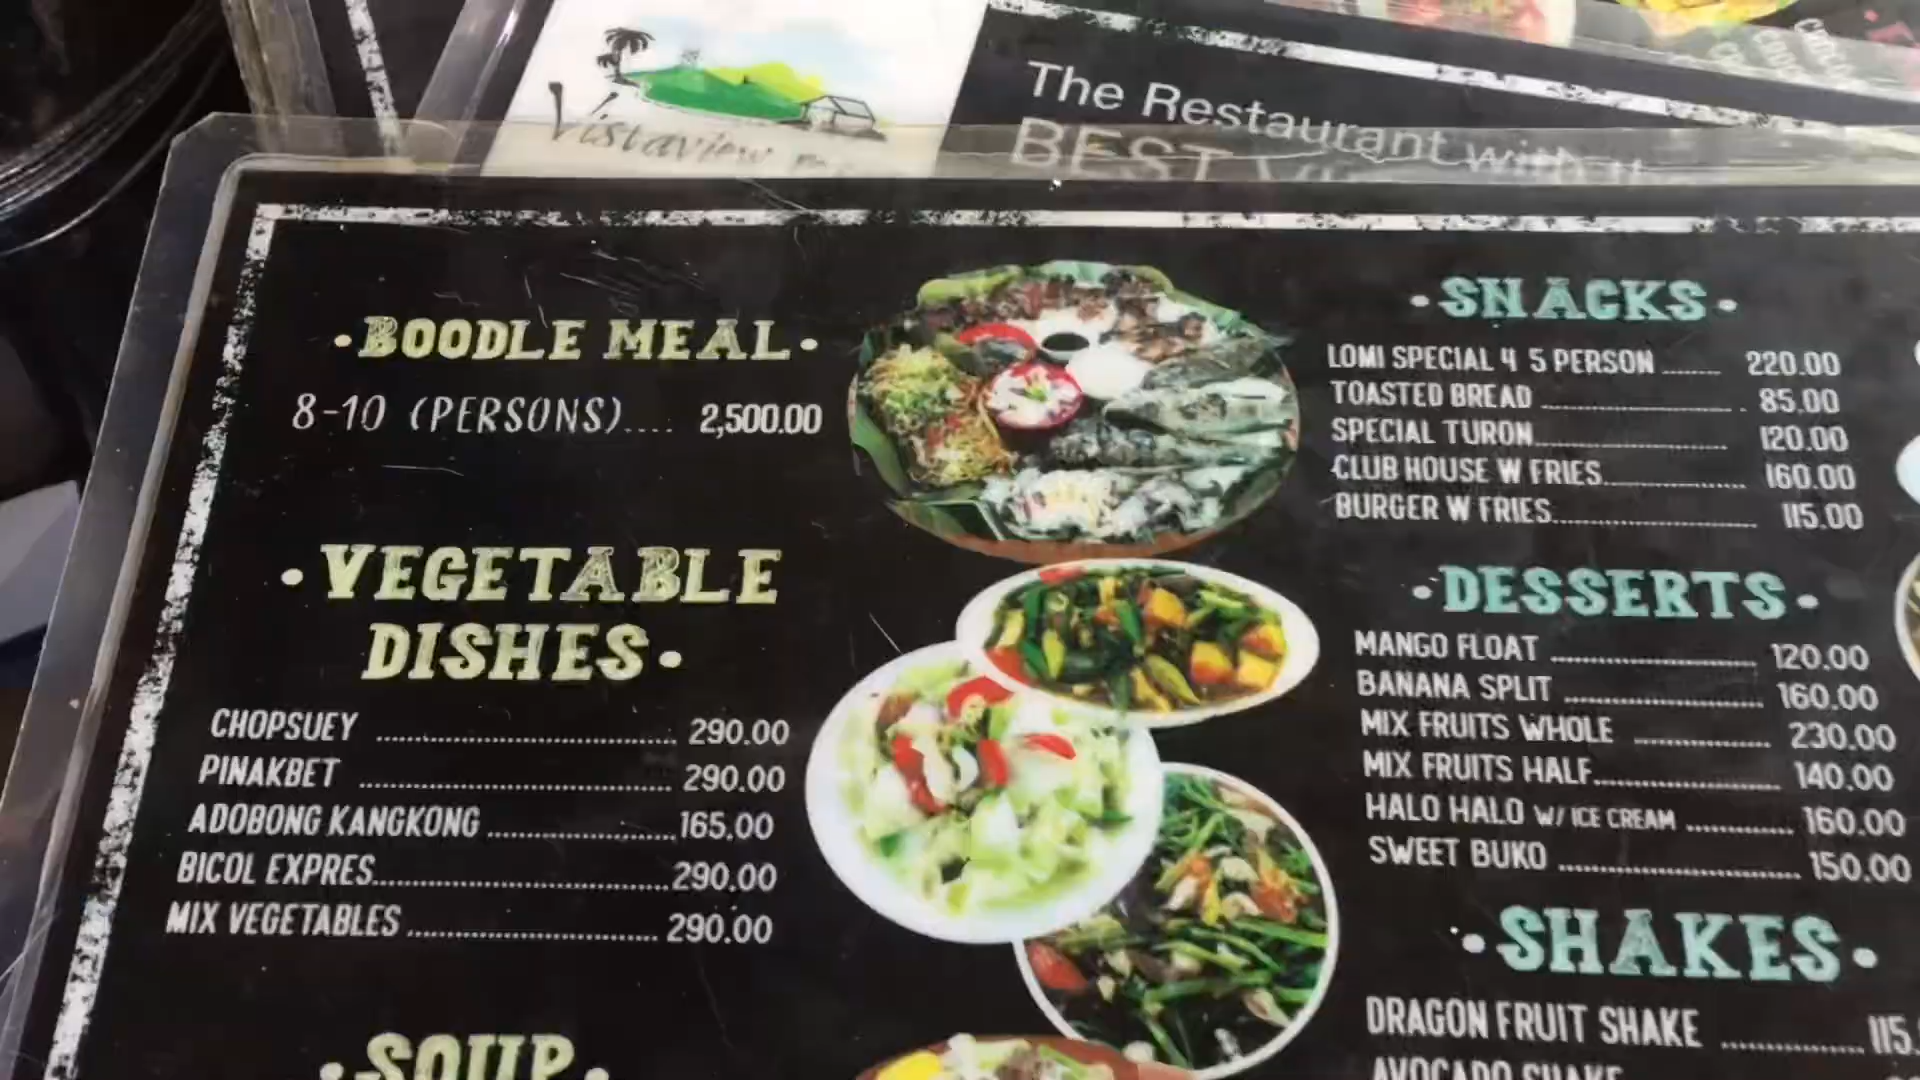 Vistaview
The Restaurant with
BEST
•BOODLE MEAL•
8-10 (PERSONS).... 2,500.00
•VEGETABLE
DISHES•
CHOPSUEY ........ 290.00
PINAKBET ........ 290.00
ADOBONG KANGKONG ........ 165.00
BICOL EXPRES........ 290.00
MIX VEGETABLES ........ 290.00
•SOUP•
•SNACKS•
LOMI SPECIAL 4 5 PERSON ........ 220.00
TOASTED BREAD ........ 85.00
SPECIAL TURON........ 120.00
CLUB HOUSE W FRIES........ 160.00
BURGER W FRIES........ 115.00
•DESSERTS•
MANGO FLOAT ........ 120.00
BANANA SPLIT ........ 160.00
MIX FRUITS WHOLE ........ 230.00
MIX FRUITS HALF........ 140.00
HALO HALO W/ ICE CREAM ........ 160.00
SWEET BUKO ........ 150.00
•SHAKES•
DRAGON FRUIT SHAKE ........ 115.
AVOCADO SHAKE